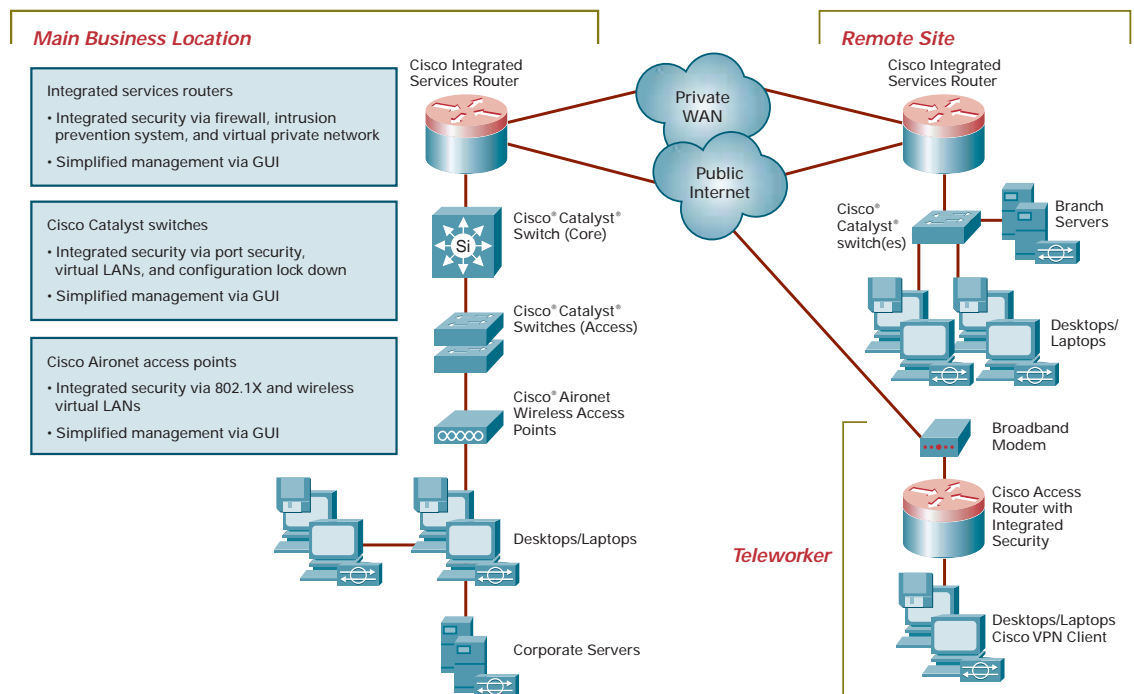 Main Business Location
Integrated services routers
• Integrated security via firewall, intrusion
prevention system, and virtual private network
• Simplified management via GUI
Cisco Catalyst switches
• Integrated security via port security,
virtual LANs, and configuration lock down
• Simplified management via GUI
Cisco Aironet access points
• Integrated security via 802.1X and wireless
virtual LANs
• Simplified management via GUI
Cisco Integrated
Services Router
Cisco® Catalyst®
Switch (Core)
Si
Cisco® Catalyst®
Switches (Access)
Cisco® Aironet
Wireless Access
Points
Desktops/Laptops
Corporate Servers
Private
WAN
Public
Internet
Remote Site
Cisco Integrated
Services Router
Cisco®
Catalyst®
switch(es)
Branch
Servers
Desktops/
Laptops
Teleworker
Broadband
Modem
Cisco Access
Router with
Integrated
Security
Desktops/Laptops
Cisco VPN Client